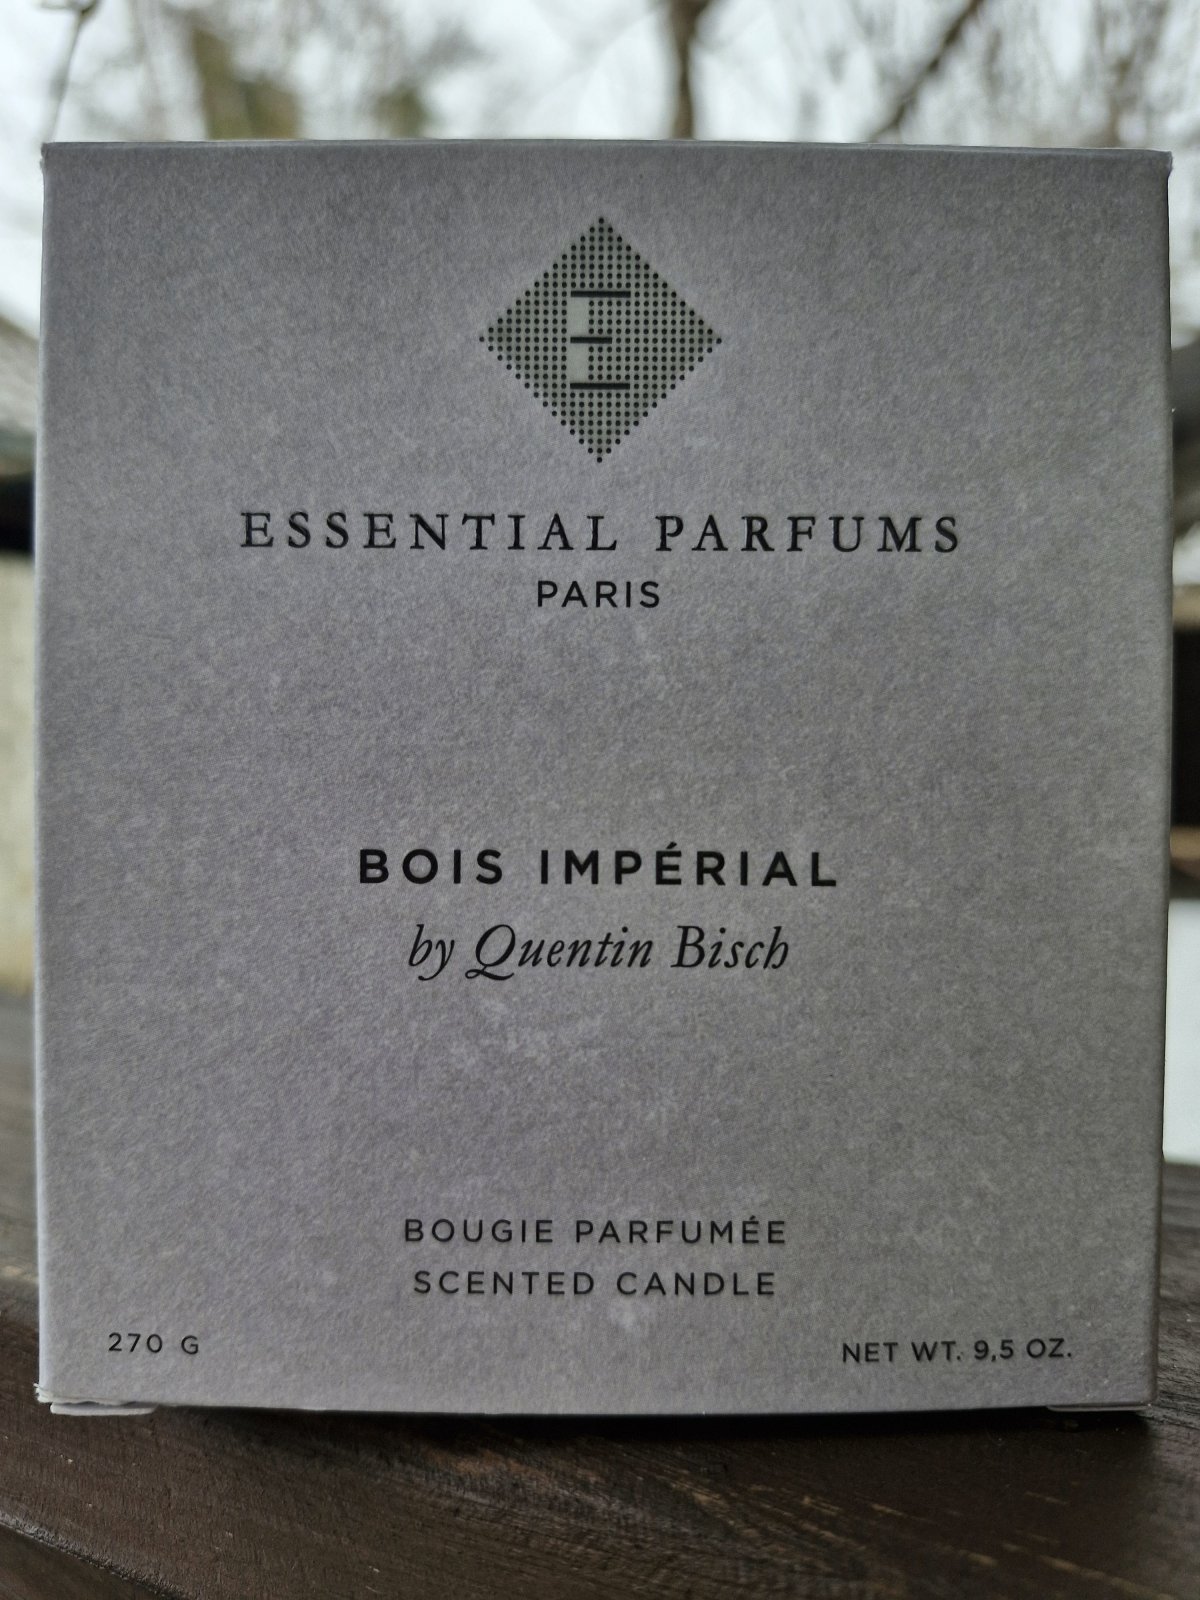 E
ESSENTIAL PARFUMS
PARIS
BOIS IMPÉRIAL
by Quentin Bisch
BOUGIE PARFUMÉE
SCENTED CANDLE
270 G
NET WT. 9,5 OZ.